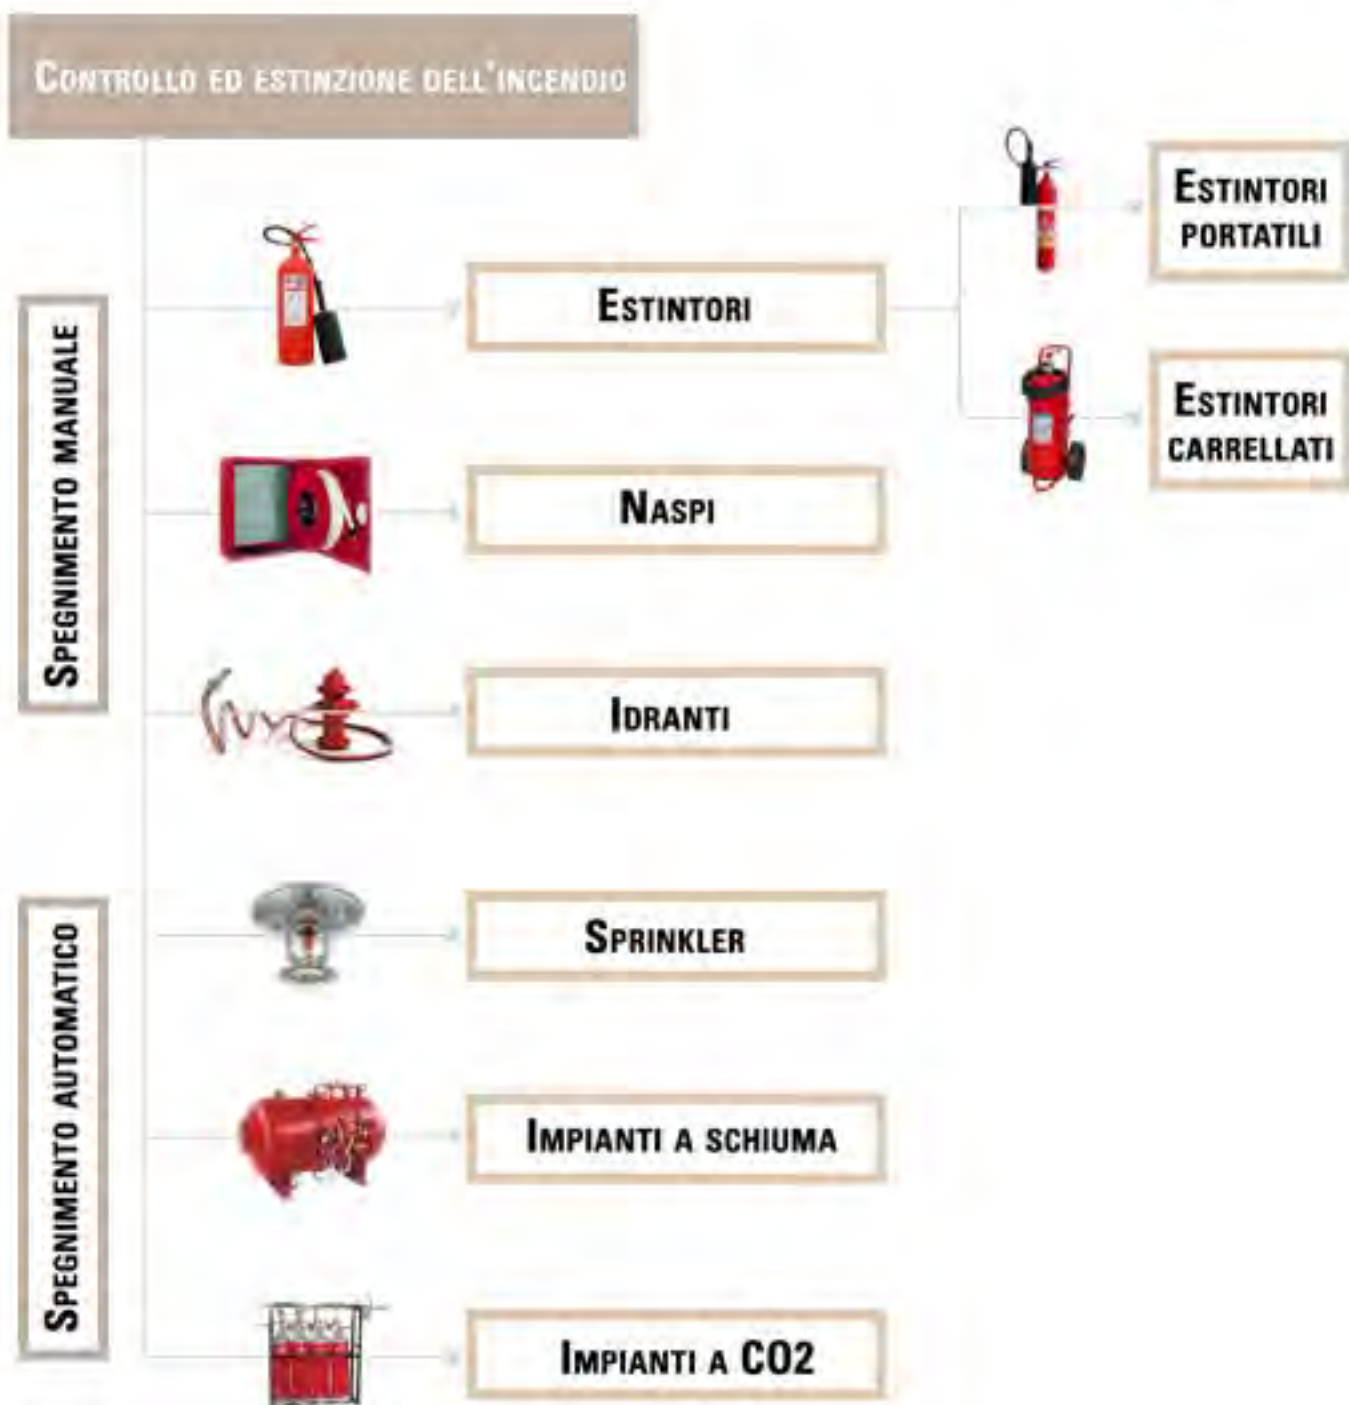 CONTROLLO ED ESTINZIONE DELL'INCENDIO
SPEGNIMENTO MANUALE
ESTINTORI
ESTINTORI
PORTATILI
ESTINTORI
CARRELLATI
NASPI
IDRANTI
SPEGNIMENTO AUTOMATICO
SPRINKLER
IMPIANTI A SCHIUMA
IMPIANTI A CO2